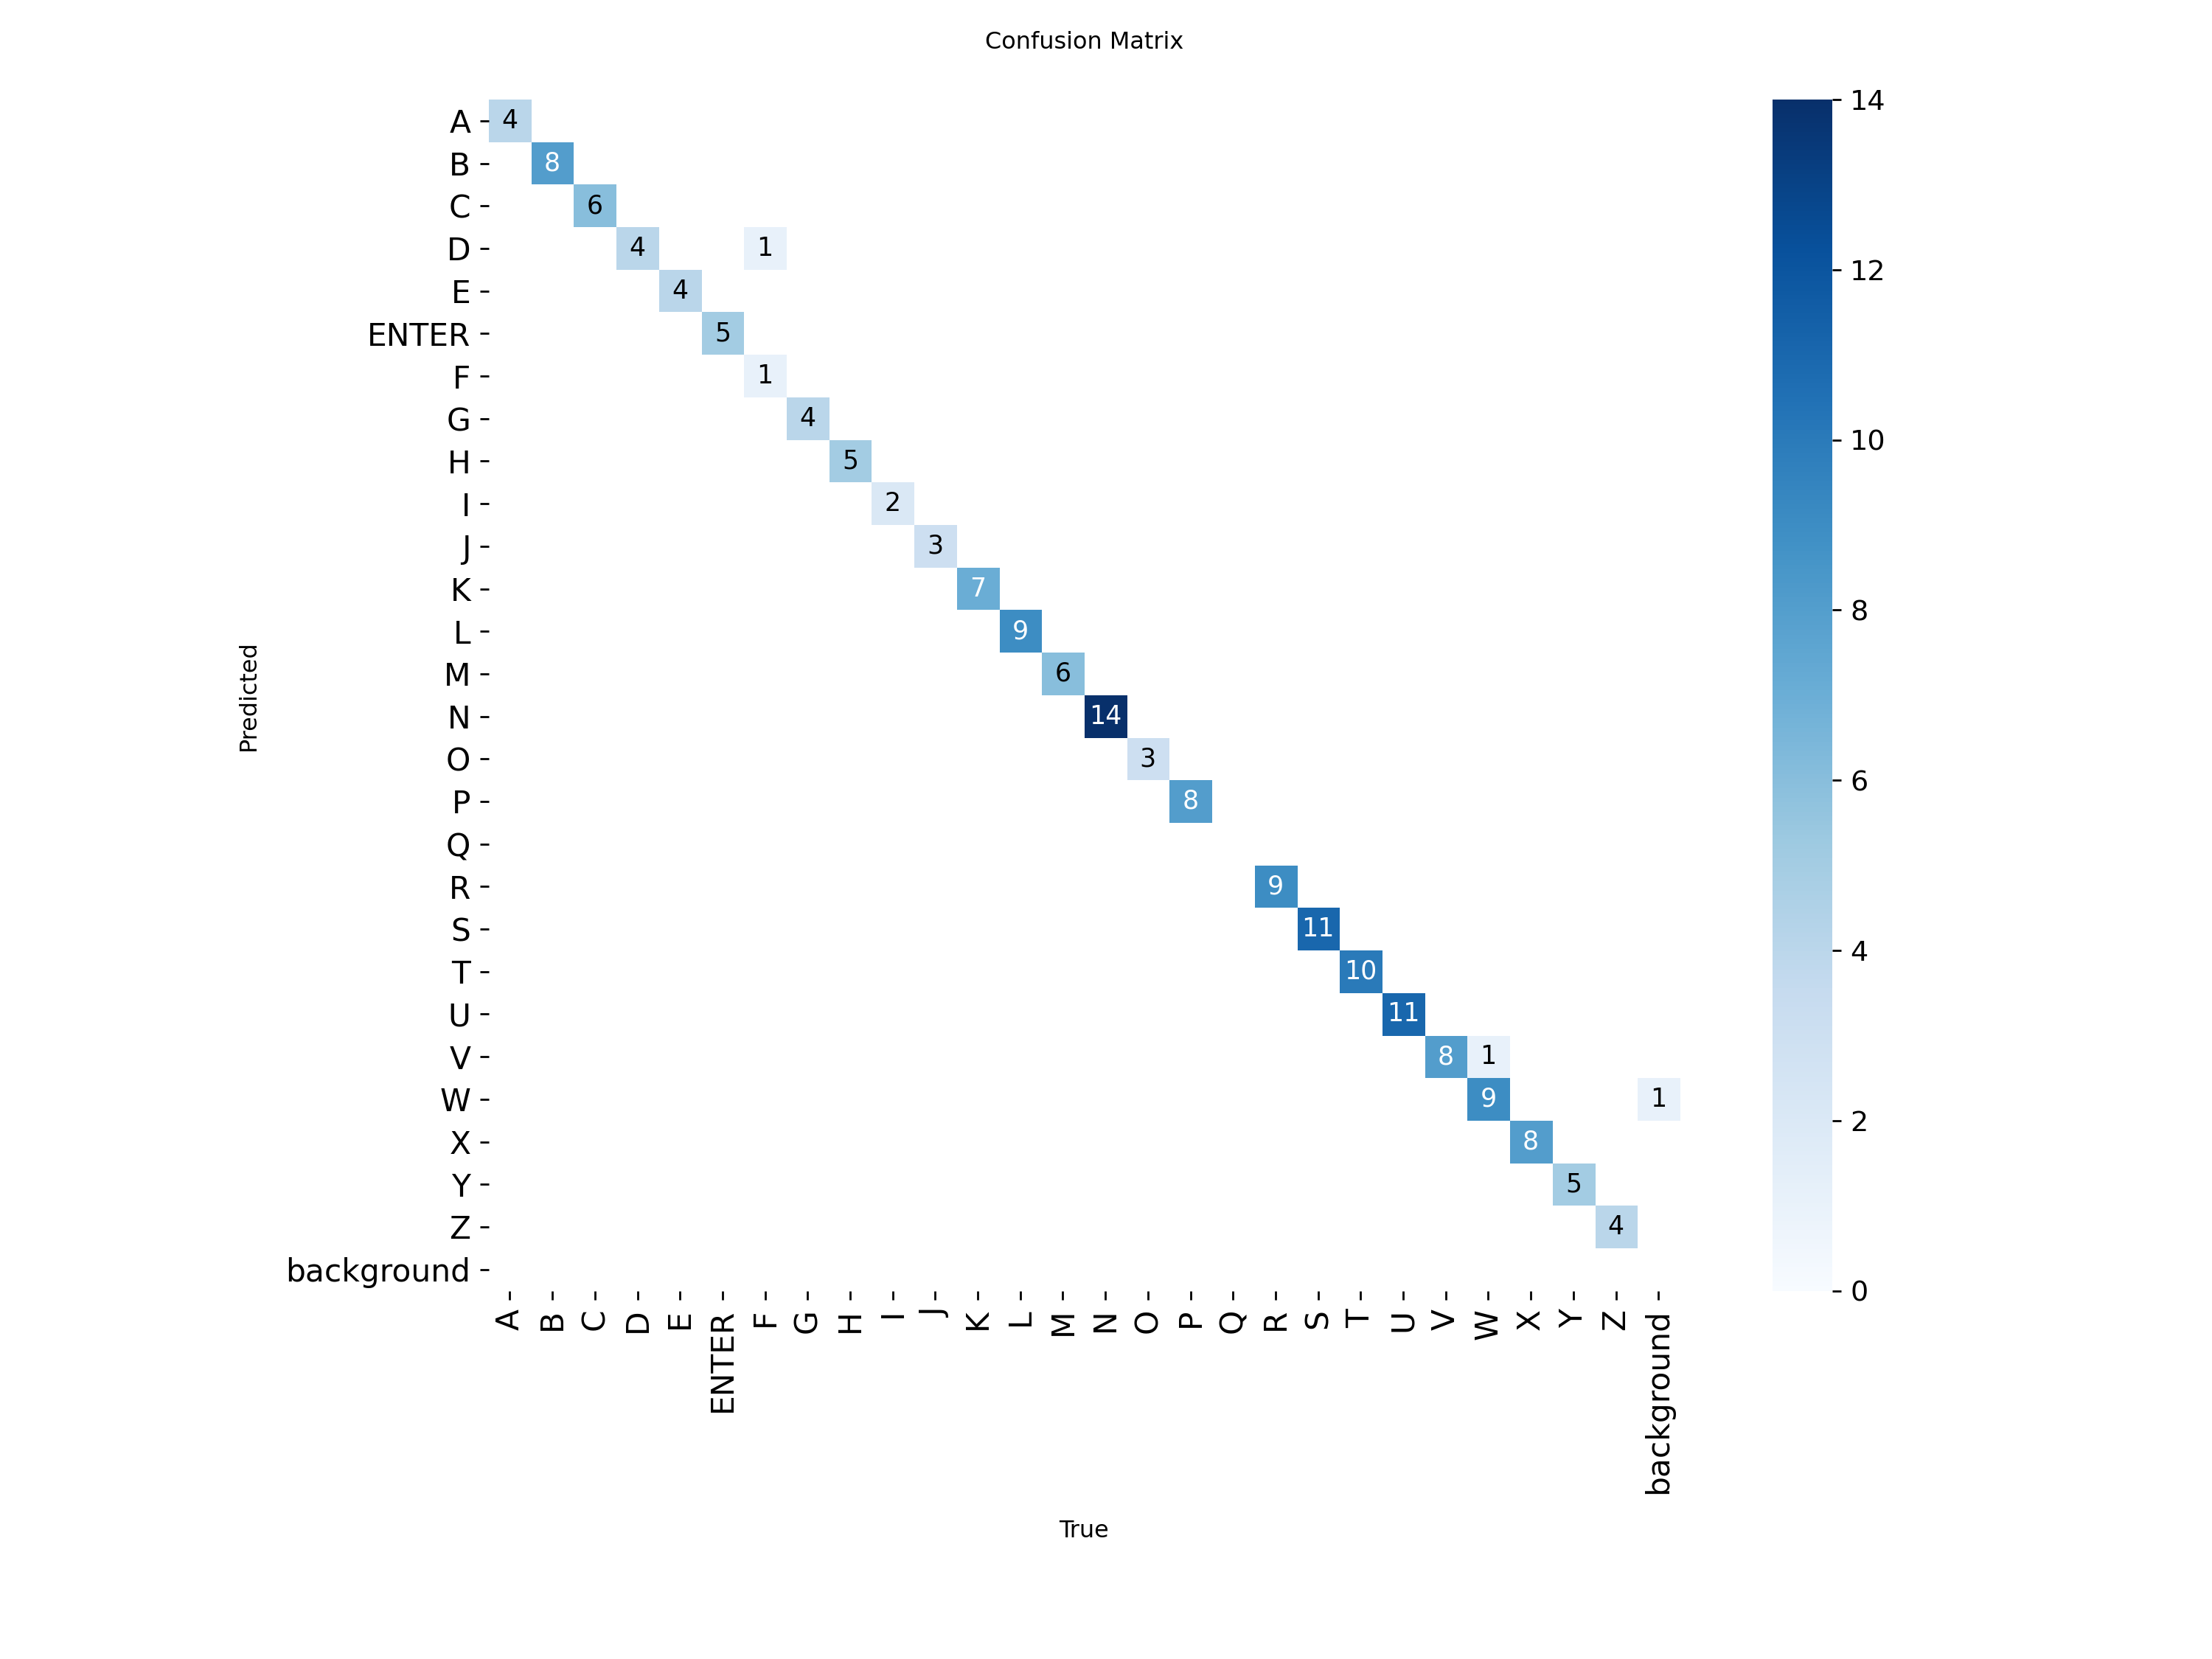 Confusion Matrix
A 4
B 8
C 6
D 4 1
E 4
ENTER 5
F 1
G 4
H 5
I 2
J 3
K 7
L 9
M 6
N 14
O 3
P 8
Q
R 9
S 11
T 10
U 11
V 8 1
W 9 1
X 8
Y 5
Z 4
background
A B C D E ENTER F G H I J K L M N O P Q R S T U V W X Y Z background
Predicted
True
14
12
10
8
6
4
2
0